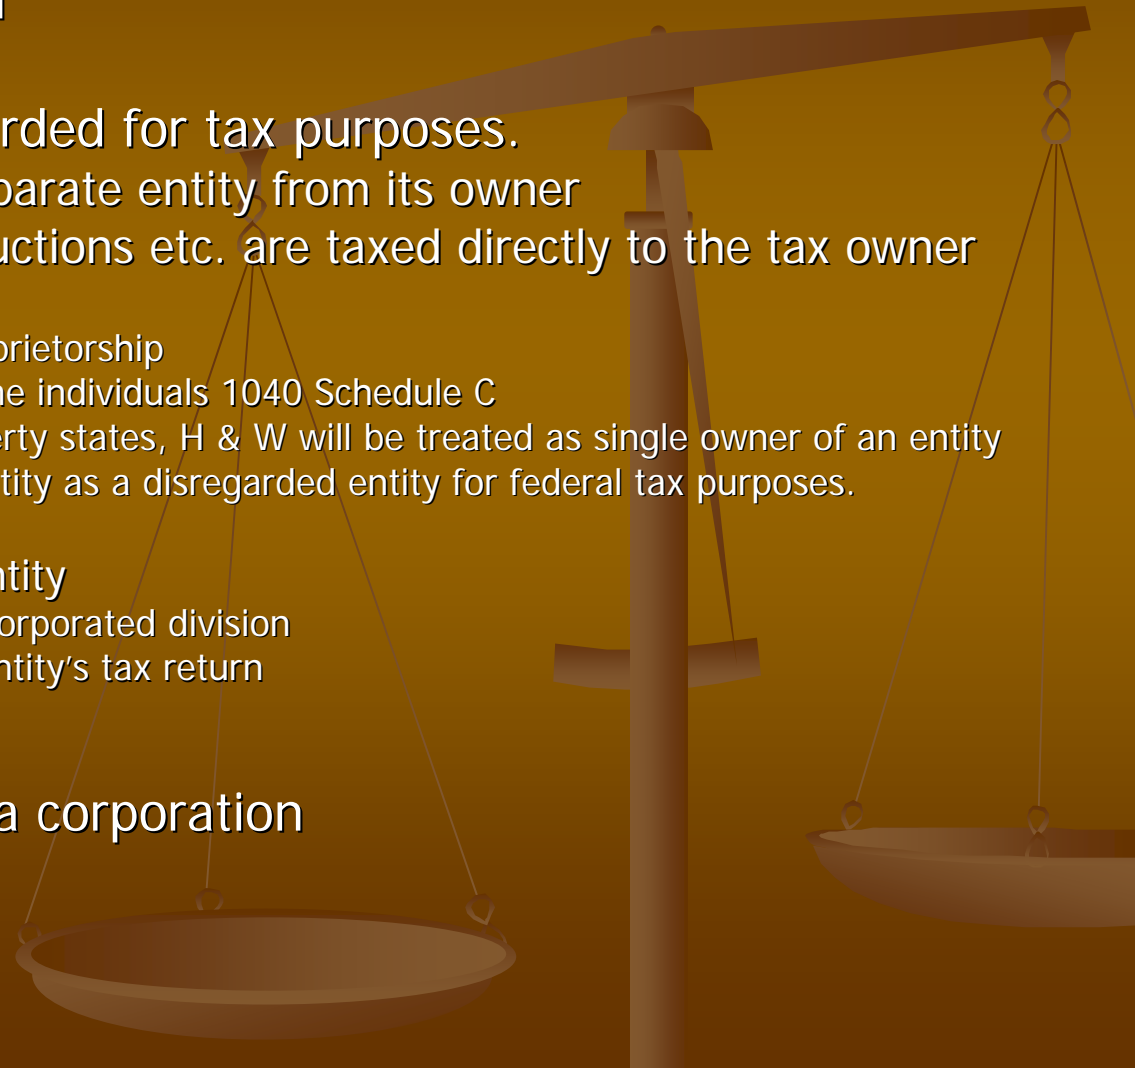 rded for tax purposes.
parate entity from its owner
uctions etc. are taxed directly to the tax owner
prietorship
ne individuals 1040 Schedule C
erty states, H & W will be treated as single owner of an entity
tity as a disregarded entity for federal tax purposes.
ntity
orporated division
ntity's tax return
a corporation